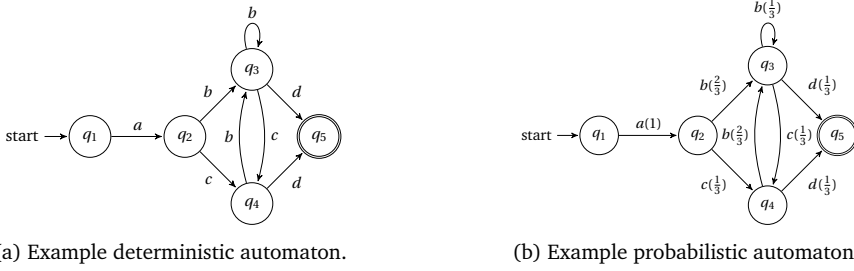 b
q3
b
d
start
q1
a
q2
b
c
q5
c
d
q4
(a) Example deterministic automaton.
b(1/3)
q3
b(2/3)
d(1/3)
start
q1
a(1)
q2
b(2/3)
c(1/3)
q5
c(1/3)
d(1/3)
q4
(b) Example probabilistic automaton